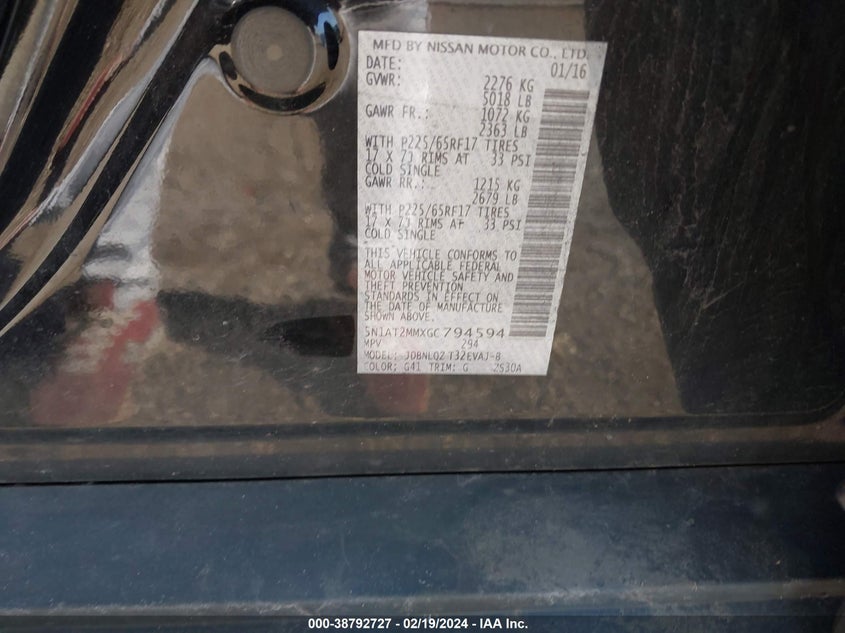 MFD BY NISSAN MOTOR CO., LTD.
DATE: 01/16
GVWR: 2276 KG
5018 LB
GAWR FR.: 1072 KG
2363 LB
WITH P225/65RF17 TIRES
17 X 7J RIMS AT 33 PSI
COLD SINGLE
GAWR RR.: 1215 KG
2679 LB
WITH P225/65RF17 TIRES
17 X 7J RIMS AT 33 PSI
COLD SINGLE
THIS VEHICLE CONFORMS TO
ALL APPLICABLE FEDERAL
MOTOR VEHICLE SAFETY AND
THEFT PREVENTION
STANDARDS IN EFFECT ON
THE DATE OF MANUFACTURE
SHOWN ABOVE.
5N1AT2MMXGC794594
MPV 294
MODEL: JDBNLQZ T32EVAJ-B
COLOR: G41 TRIM: G 2530A
000-38792727 - 02/19/2024 - IAA Inc.